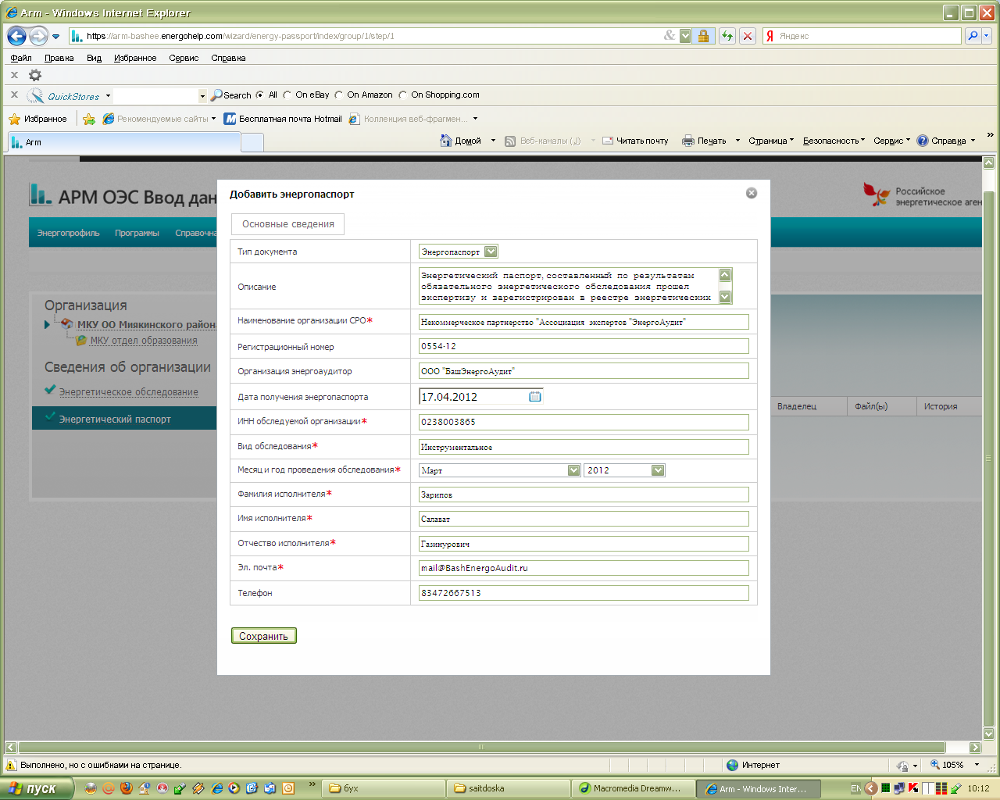 Arm - Windows Internet Explorer
https://arm-bashee.energohelp.com/wizard/energy-passport/index/group/1/step/1
Яндекс
Файл Правка Вид Избранное Сервис Справка
QuickStores Search All On eBay On Amazon On Shopping.com
Избранное Рекомендуемые сайты Бесплатная почта Hotmail Коллекция веб-фрагмен...
Arm Домой Веб-каналы (J) Читать почту Печать Страница Безопасность Сервис Справка
АРМ ОЭС Ввод дан
Российское
энергетическое аген
Энергопрофиль Программы Справочна
Организация
МКУ ОО Миякинского района
МКУ отдел образования
Сведения об организации
Энергетическое обследование
Энергетический паспорт
Владелец Файл(ы) История
Добавить энергопаспорт
Основные сведения
Тип документа Энергопаспорт
Описание
Энергетический паспорт, составленный по результатам
обязательного энергетического обследования прошел
экспертизу и зарегистрирован в реестре энергетических
Наименование организации СРО* Некоммерческое партнерство "Ассоциация экспертов "ЭнергоАудит"
Регистрационный номер 0554-12
Организация энергоаудитор ООО "БашЭнергоАудит"
Дата получения энергопаспорта 17.04.2012
ИНН обследуемой организации* 0238003865
Вид обследования* Инструментальное
Месяц и год проведения обследования* Март 2012
Фамилия исполнителя* Зарипов
Имя исполнителя* Салават
Отчество исполнителя* Газинурович
Эл. почта* mail@BashEnergoAudit.ru
Телефон 83472667513
Сохранить
Выполнено, но с ошибками на странице. Интернет 105%
пуск бух saitdoska Macromedia Dreamw... Arm - Windows Inter... EN 10:12